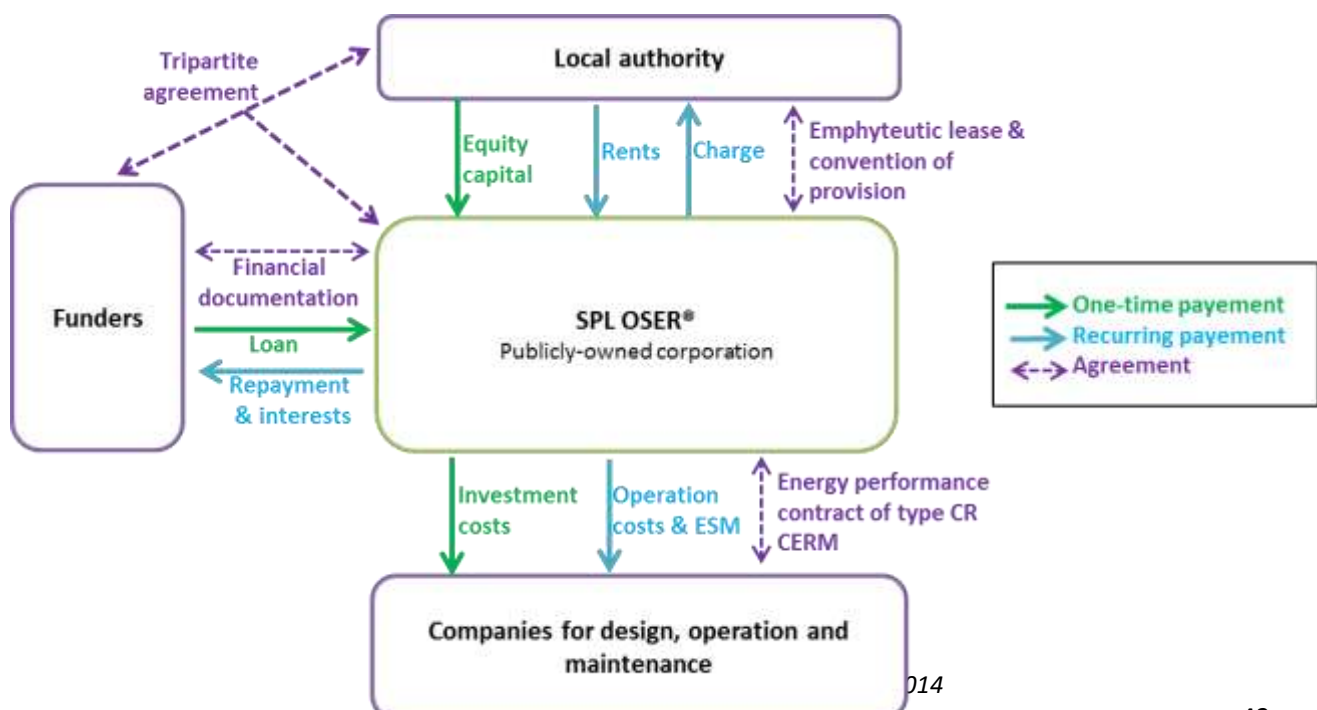 Tripartite
agreement
Local authority
Equity
capital
Rents
Charge
Emphyteutic lease &
convention of
provision
Funders
Financial
documentation
Loan
Repayment
& interests
SPL OSER®
Publicly-owned corporation
One-time payement
Recurring payement
Agreement
Investment
costs
Operation
costs & ESM
Energy performance
contract of type CR
CERM
Companies for design, operation and
maintenance
014